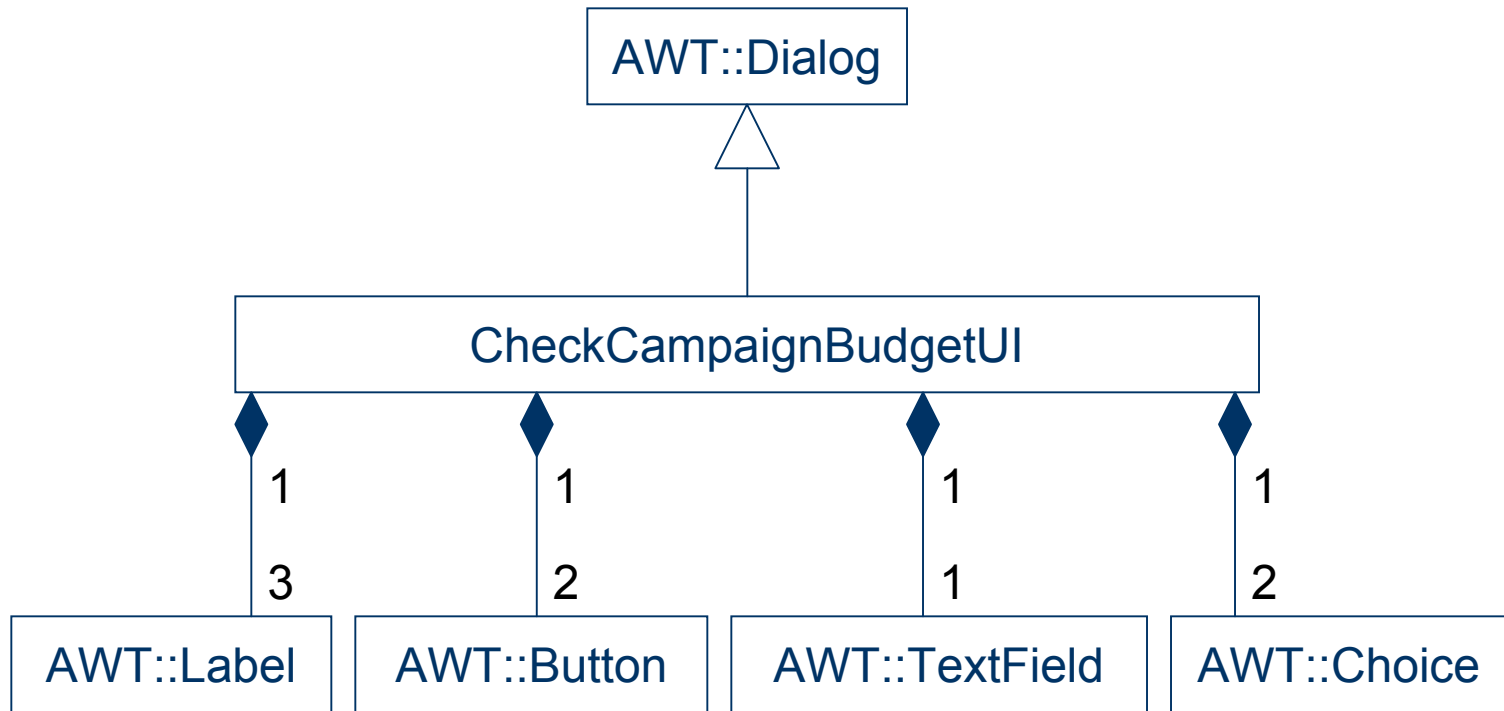 AWT::Dialog
CheckCampaignBudgetUI
1 1 1 1
3 2 1 2
AWT::Label AWT::Button AWT::TextField AWT::Choice